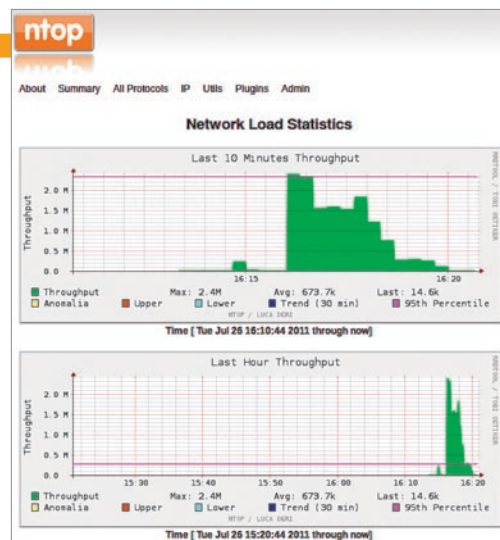 ntop
About Summary All Protocols IP Utils Plugins Admin
Network Load Statistics
Last 10 Minutes Throughput
RRDTOOL / TOBI OETIKER
Throughput
2.0 M
1.5 M
1.0 M
0.5 M
0.0
16:15 16:20
Throughput Max: 2.4M Avg: 673.7k Last: 14.6k
Anomalia Upper Lower Trend (30 min) 95th Percentile
NTOP / LUCA DERI
Time [ Tue Jul 26 16:10:44 2011 through now]
Last Hour Throughput
RRDTOOL / TOBI OETIKER
Throughput
2.0 M
1.5 M
1.0 M
0.5 M
0.0
15:30 15:40 15:50 16:00 16:10 16:20
Throughput Max: 2.4M Avg: 673.7k Last: 14.6k
Anomalia Upper Lower Trend (30 min) 95th Percentile
NTOP / LUCA DERI
Time [ Tue Jul 26 15:20:44 2011 through now]